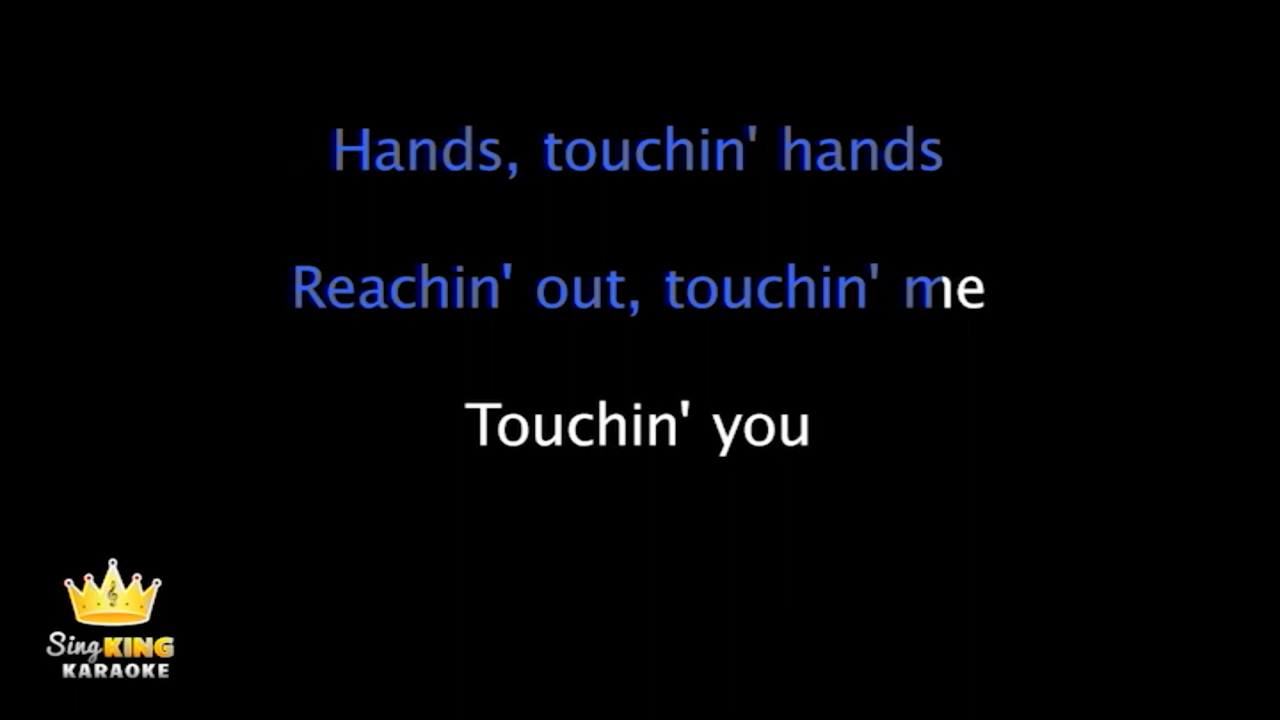 Hands, touchin' hands
Reachin' out, touchin' me
Touchin' you
Sing KING
KARAOKE